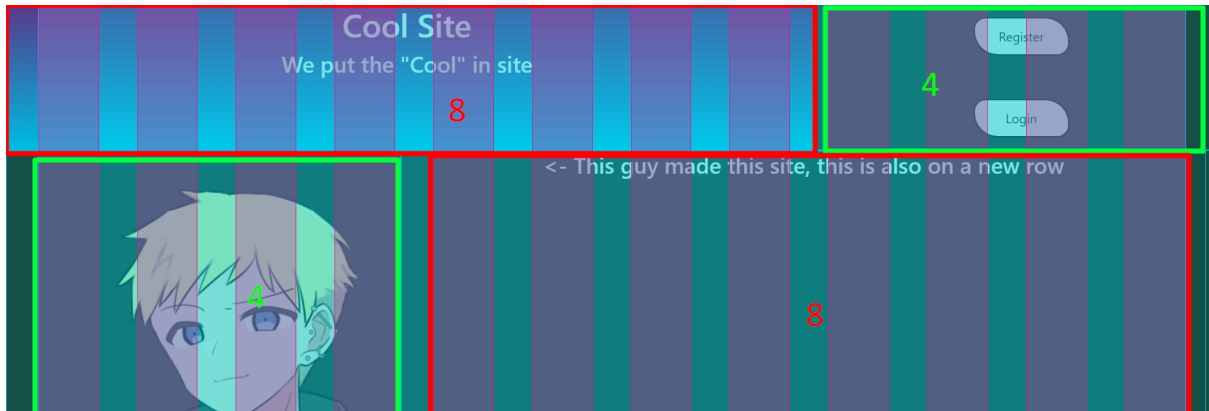 Cool Site
We put the "Cool" in site
8
Register
4
Login
<- This guy made this site, this is also on a new row
4
8